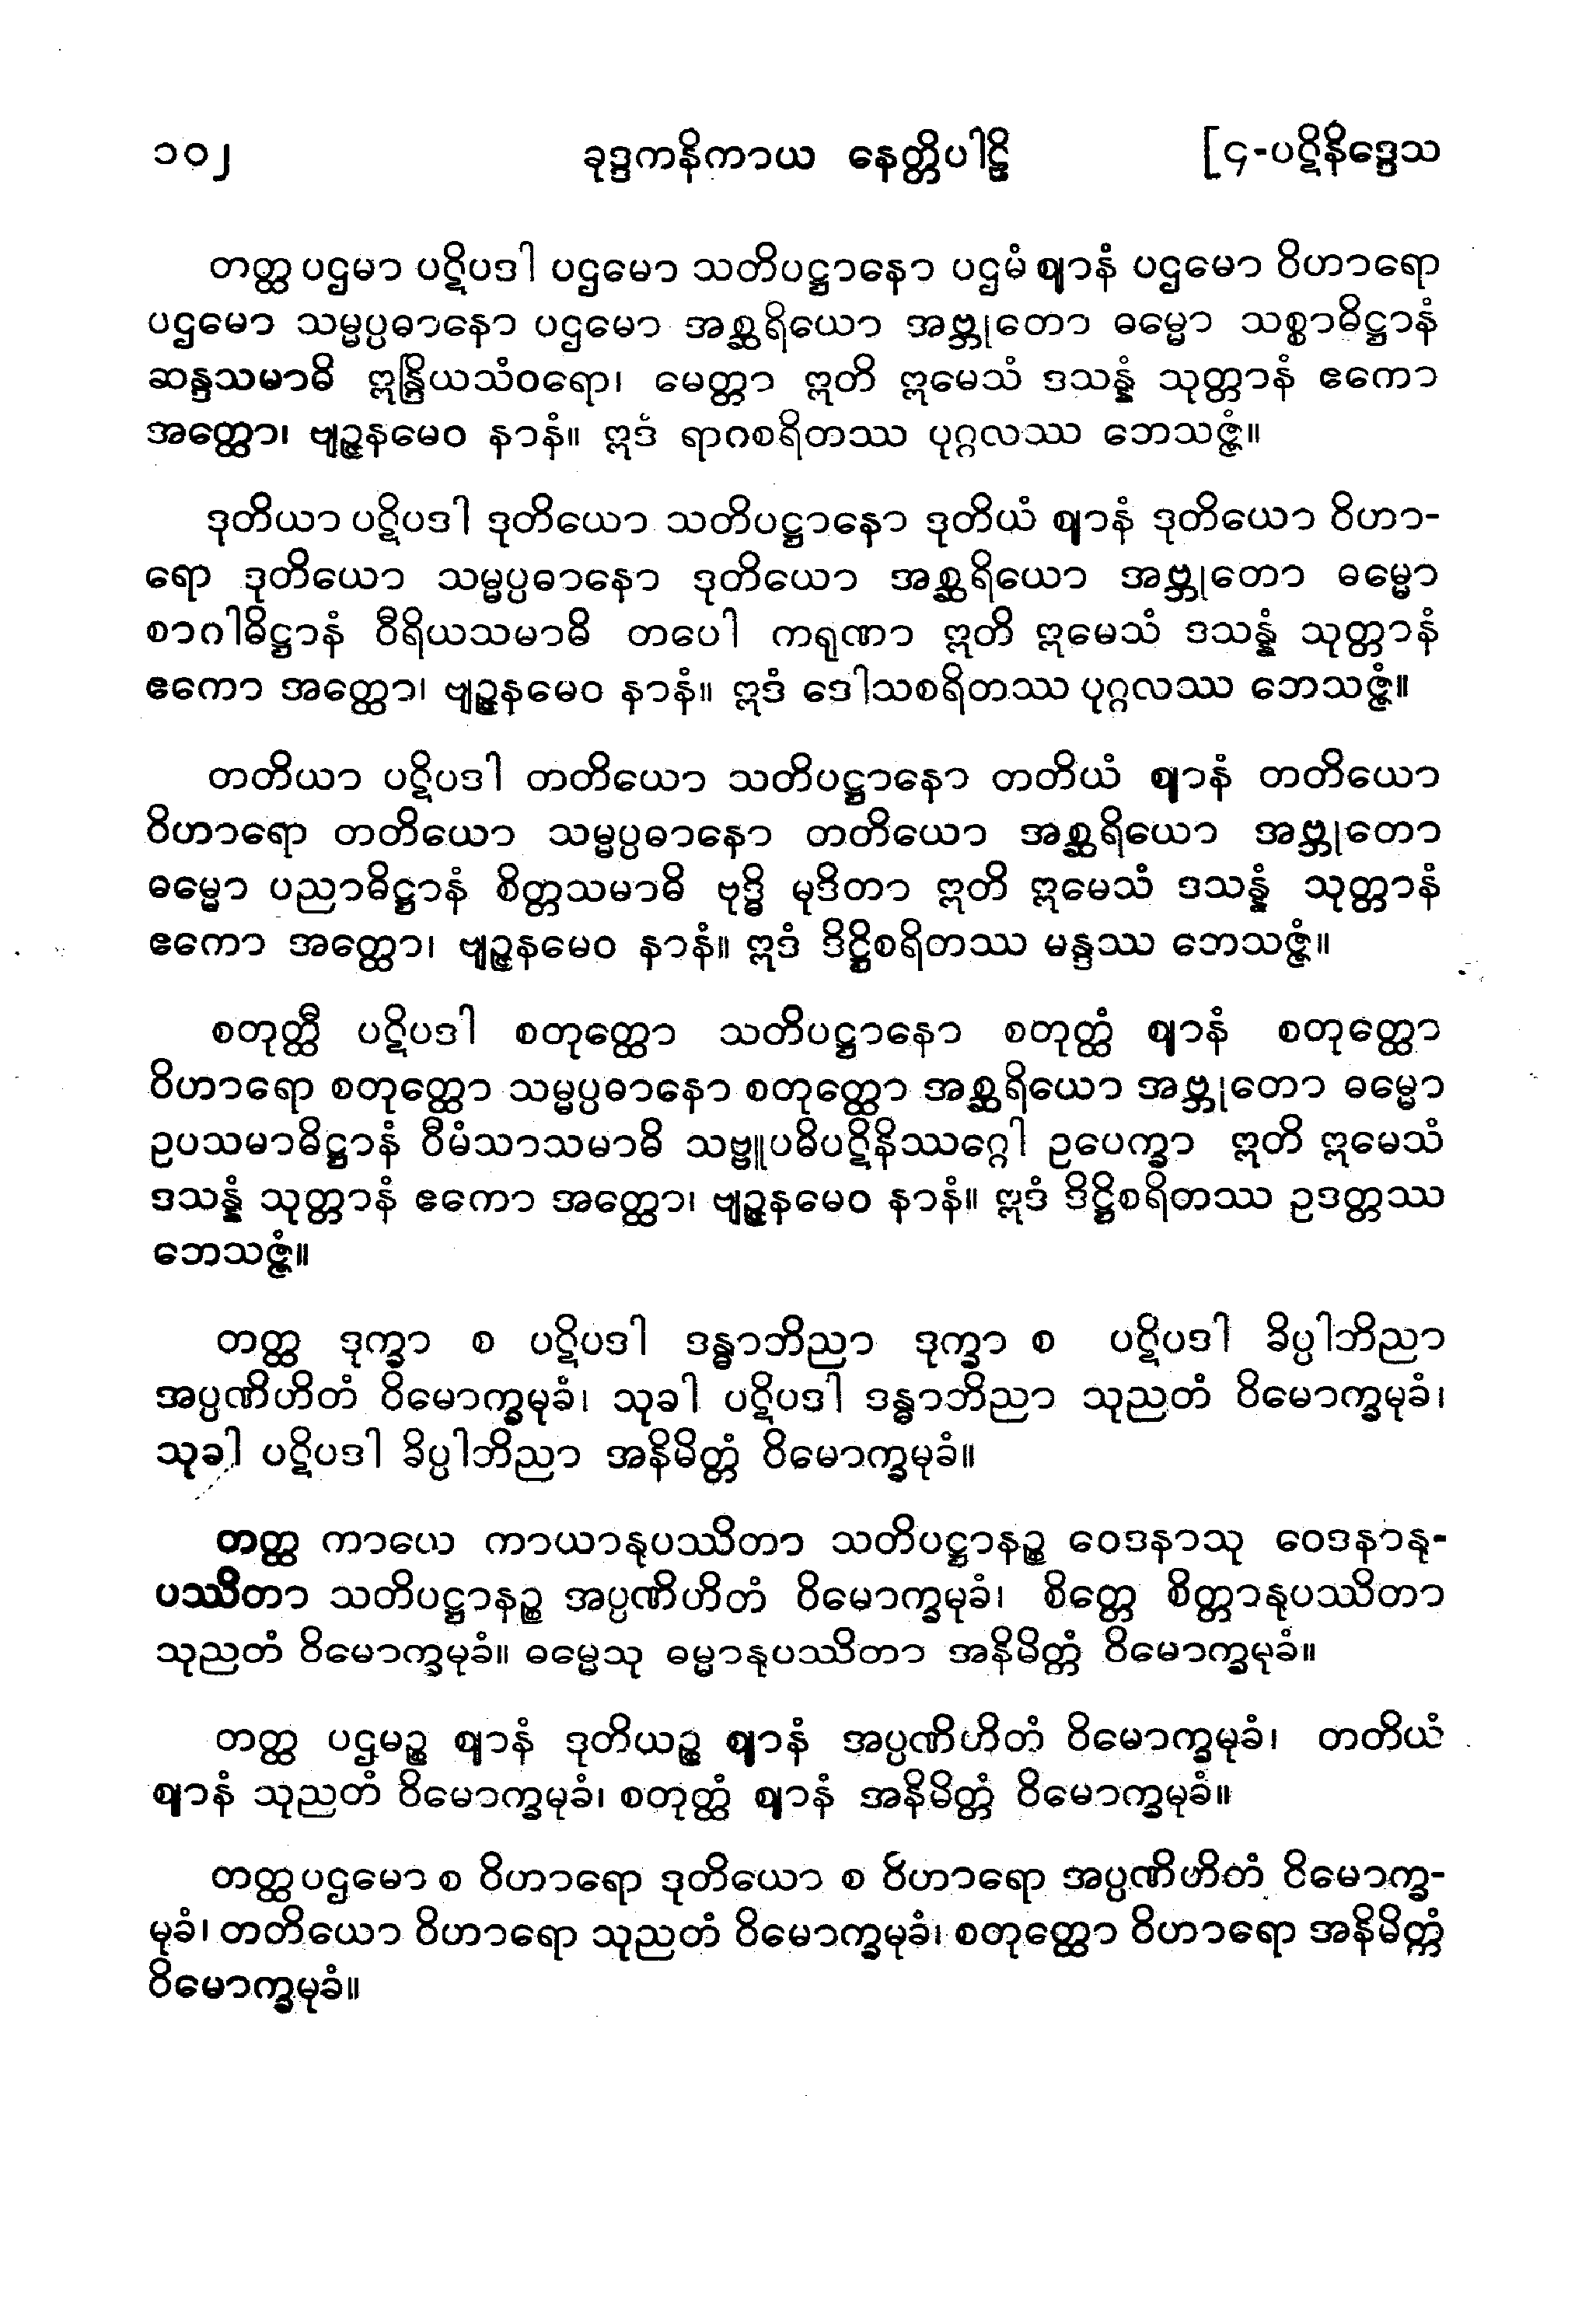 ၁၀၂ ခုဒ္ဒကနိကာယ နေတ္တိပါဠိ [၄-ပဋိနိဒ္ဒေသ
တတ္ထ ပဌမာ ပဋိပဒါ ပဌမော သတိပဋ္ဌာနော ပဌမံ ဈာနံ ပဌမော ဝိဟာရော
ပဌမော သမ္မပ္ပဓာနော ပဌမော အစ္ဆရိယော အဗ္ဘုတော ဓမ္မော သစ္စာဓိဋ္ဌာနံ
ဆန္ဒသမာဓိ ဣန္ဒြိယသံဝရော၊ မေတ္တာ ဣတိ ဣမေသံ ဒသန္နံ သုတ္တာနံ ဧကော
အတ္ထော၊ ဗျဉ္ဇနမေဝ နာနံ။ ဣဒံ ရာဂစရိတဿ ပုဂ္ဂလဿ ဘေသဇ္ဇံ။
ဒုတိယာ ပဋိပဒါ ဒုတိယော သတိပဋ္ဌာနော ဒုတိယံ ဈာနံ ဒုတိယော ဝိဟာ-
ရော ဒုတိယော သမ္မပ္ပဓာနော ဒုတိယော အစ္ဆရိယော အဗ္ဘုတော ဓမ္မော
စာဂါဓိဋ္ဌာနံ ဝီရိယသမာဓိ တပေါ ကရုဏာ ဣတိ ဣမေသံ ဒသန္နံ သုတ္တာနံ
ဧကော အတ္ထော၊ ဗျဉ္ဇနမေဝ နာနံ။ ဣဒံ ဒေါသစရိတဿ ပုဂ္ဂလဿ ဘေသဇ္ဇံ။
တတိယာ ပဋိပဒါ တတိယော သတိပဋ္ဌာနော တတိယံ ဈာနံ တတိယော
ဝိဟာရော တတိယော သမ္မပ္ပဓာနော တတိယော အစ္ဆရိယော အဗ္ဘုတော
ဓမ္မော ပညာဓိဋ္ဌာနံ စိတ္တသမာဓိ ဗုဒ္ဓိ မုဒိတာ ဣတိ ဣမေသံ ဒသန္နံ သုတ္တာနံ
ဧကော အတ္ထော၊ ဗျဉ္ဇနမေဝ နာနံ။ ဣဒံ ဒိဋ္ဌိစရိတဿ မန္ဒဿ ဘေသဇ္ဇံ။
စတုတ္ထီ ပဋိပဒါ စတုတ္ထော သတိပဋ္ဌာနော စတုတ္ထံ ဈာနံ စတုတ္ထော
ဝိဟာရော စတုတ္ထော သမ္မပ္ပဓာနော စတုတ္ထော အစ္ဆရိယော အဗ္ဘုတော ဓမ္မော
ဥပသမာဓိဋ္ဌာနံ ဝီမံသာသမာဓိ သဗ္ဗူပဓိပဋိနိဿဂ္ဂေါ ဥပေက္ခာ ဣတိ ဣမေသံ
ဒသန္နံ သုတ္တာနံ ဧကော အတ္ထော၊ ဗျဉ္ဇနမေဝ နာနံ။ ဣဒံ ဒိဋ္ဌိစရိတဿ ဥဒတ္တဿ
ဘေသဇ္ဇံ။
တတ္ထ ဒုက္ခာ စ ပဋိပဒါ ဒန္ဓာဘိညာ ဒုက္ခာ စ ပဋိပဒါ ခိပ္ပါဘိညာ
အပ္ပဏိဟိတံ ဝိမောက္ခမုခံ၊ သုခါ ပဋိပဒါ ဒန္ဓာဘိညာ သုညတံ ဝိမောက္ခမုခံ၊
သုခါ ပဋိပဒါ ခိပ္ပါဘိညာ အနိမိတ္တံ ဝိမောက္ခမုခံ။
တတ္ထ ကာယေ ကာယာနုပဿိတာ သတိပဋ္ဌာနဉ္စ ဝေဒနာသု ဝေဒနာနု-
ပဿိတာ သတိပဋ္ဌာနဉ္စ အပ္ပဏိဟိတံ ဝိမောက္ခမုခံ၊ စိတ္တေ စိတ္တာနုပဿိတာ
သုညတံ ဝိမောက္ခမုခံ။ ဓမ္မေသု ဓမ္မာနုပဿိတာ အနိမိတ္တံ ဝိမောက္ခမုခံ။
တတ္ထ ပဌမဉ္စ ဈာနံ ဒုတိယဉ္စ ဈာနံ အပ္ပဏိဟိတံ ဝိမောက္ခမုခံ၊ တတိယံ
ဈာနံ သုညတံ ဝိမောက္ခမုခံ၊ စတုတ္ထံ ဈာနံ အနိမိတ္တံ ဝိမောက္ခမုခံ။
တတ္ထ ပဌမော စ ဝိဟာရော ဒုတိယော စ ဝိဟာရော အပ္ပဏိဟိတံ ဝိမောက္ခ-
မုခံ၊ တတိယော ဝိဟာရော သုညတံ ဝိမောက္ခမုခံ၊ စတုတ္ထော ဝိဟာရော အနိမိတ္တံ
ဝိမောက္ခမုခံ။